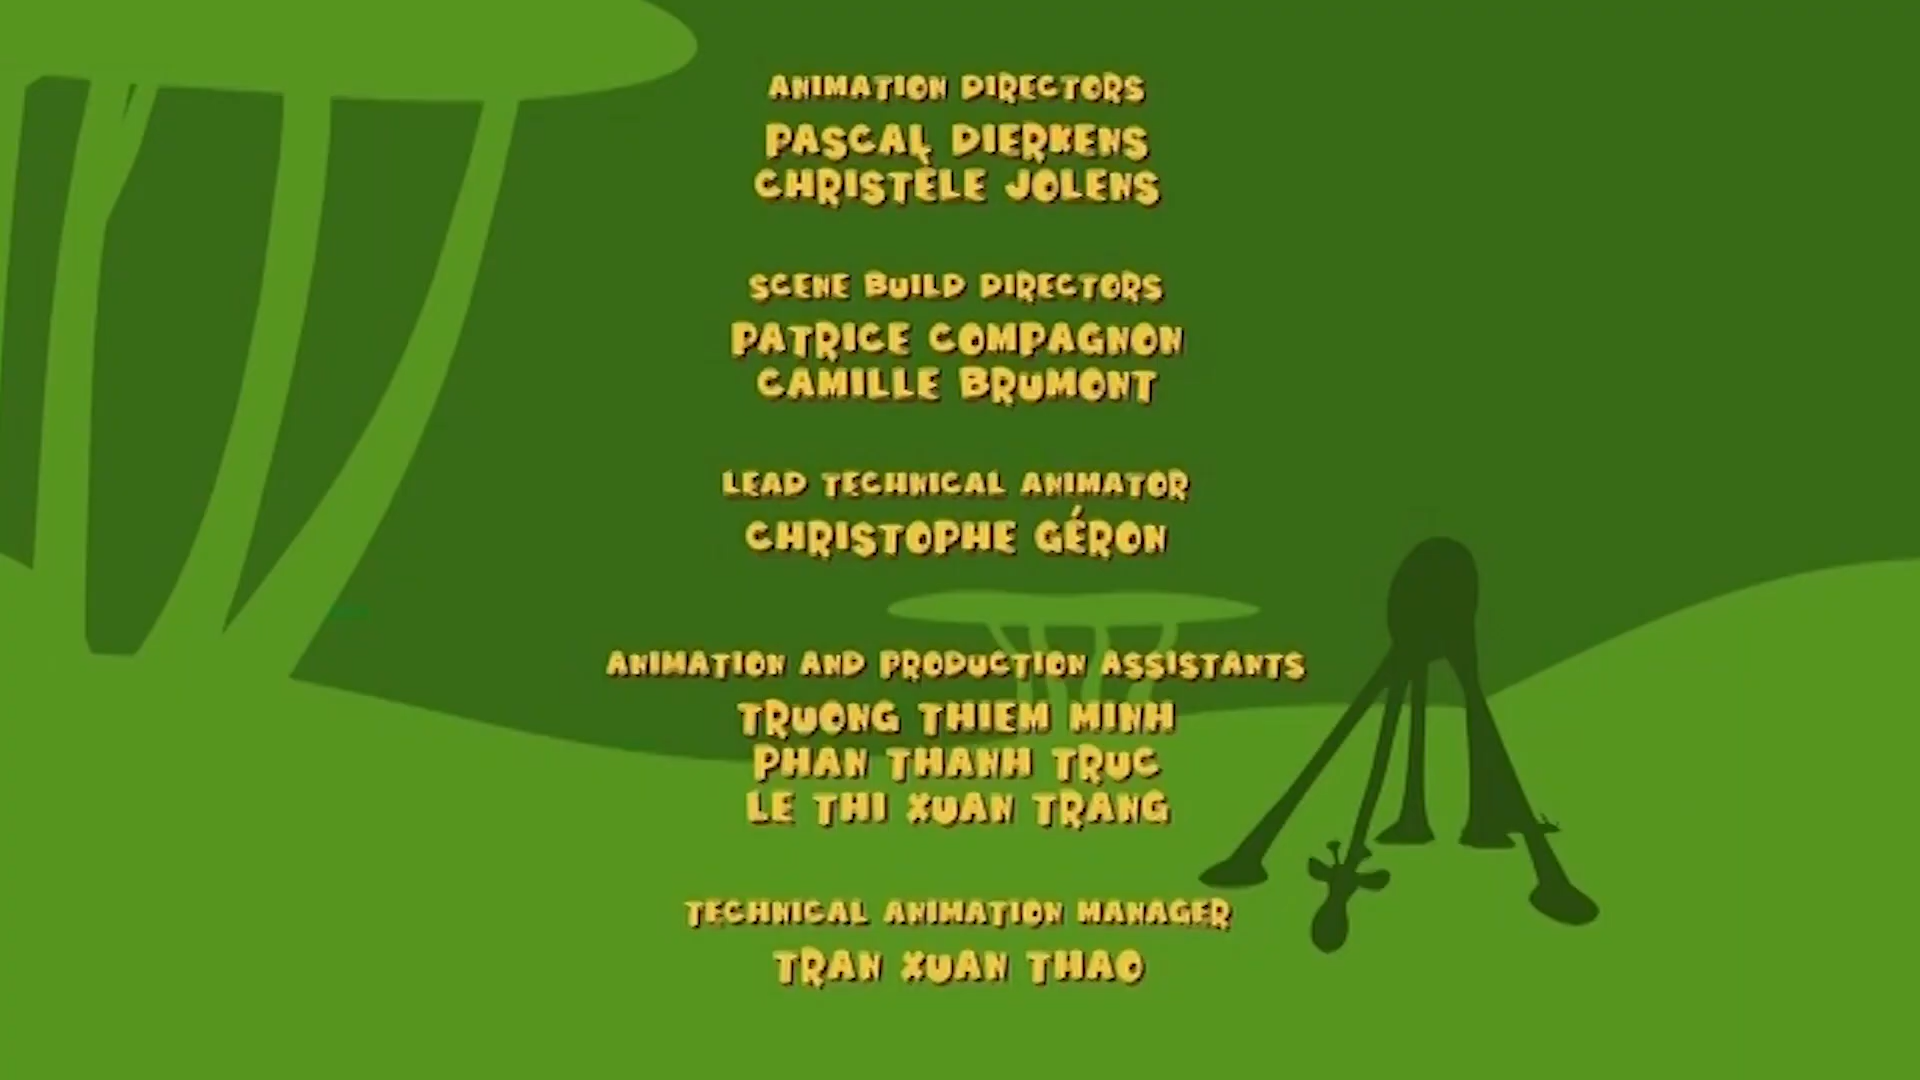 ANIMATION DIRECTORS
PASCAL DIERKENS
CHRISTÈLE JOLENS
SCENE BUILD DIRECTORS
PATRICE COMPAGNON
CAMILLE BRUMONT
LEAD TECHNICAL ANIMATOR
CHRISTOPHE GÉRON
ANIMATION AND PRODUCTION ASSISTANTS
TRUONG THIEM MINH
PHAN THANH TRUC
LE THI XUAN TRANG
TECHNICAL ANIMATION MANAGER
TRAN XUAN THAO